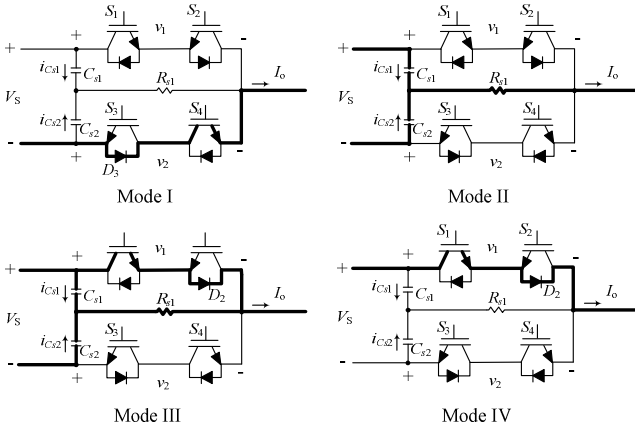 S1 S2
+ + v1 -
iCs1 Cs1 Rs1 Io
VS
iCs2 Cs2 S3 S4
- + D3 v2 -
Mode I
S1 S2
+ + v1 -
iCs1 Cs1 Rs1 Io
VS
iCs2 Cs2 S3 S4
- + v2 -
Mode II
+ + v1 -
iCs1 Cs1 D2 Rs1 Io
VS
iCs2 Cs2 S3 S4
- + v2 -
Mode III
S1 S2
+ + v1 -
iCs1 Cs1 D2 Rs1 Io
VS
iCs2 Cs2 S3 S4
- + v2 -
Mode IV